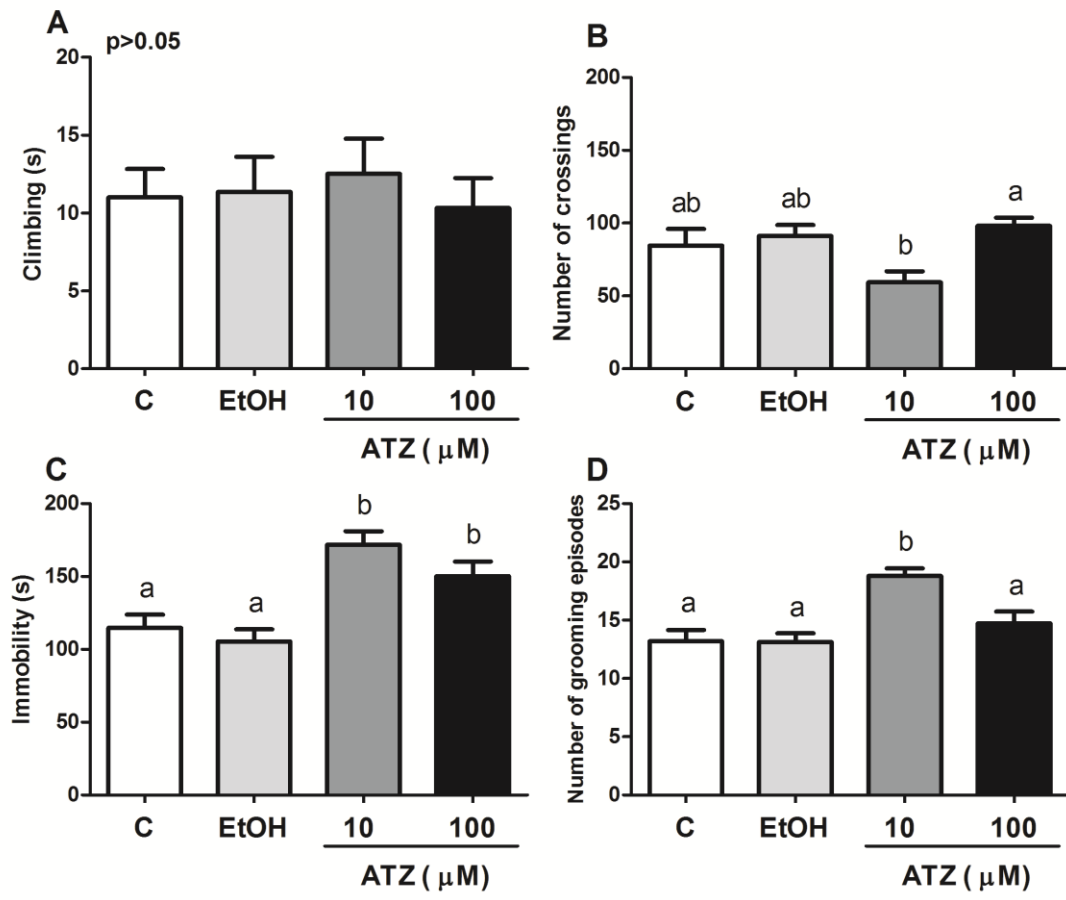 A
p>0.05
Climbing (s)
20
15
10
5
0
C EtOH 10 100
ATZ ( μM)
B
Number of crossings
200
150
100
50
0
ab ab b a
C EtOH 10 100
ATZ ( μM)
C
Immobility (s)
200
150
100
50
0
a a b b
C EtOH 10 100
ATZ ( μM)
D
Number of grooming episodes
25
20
15
10
5
0
a a b a
C EtOH 10 100
ATZ ( μM)